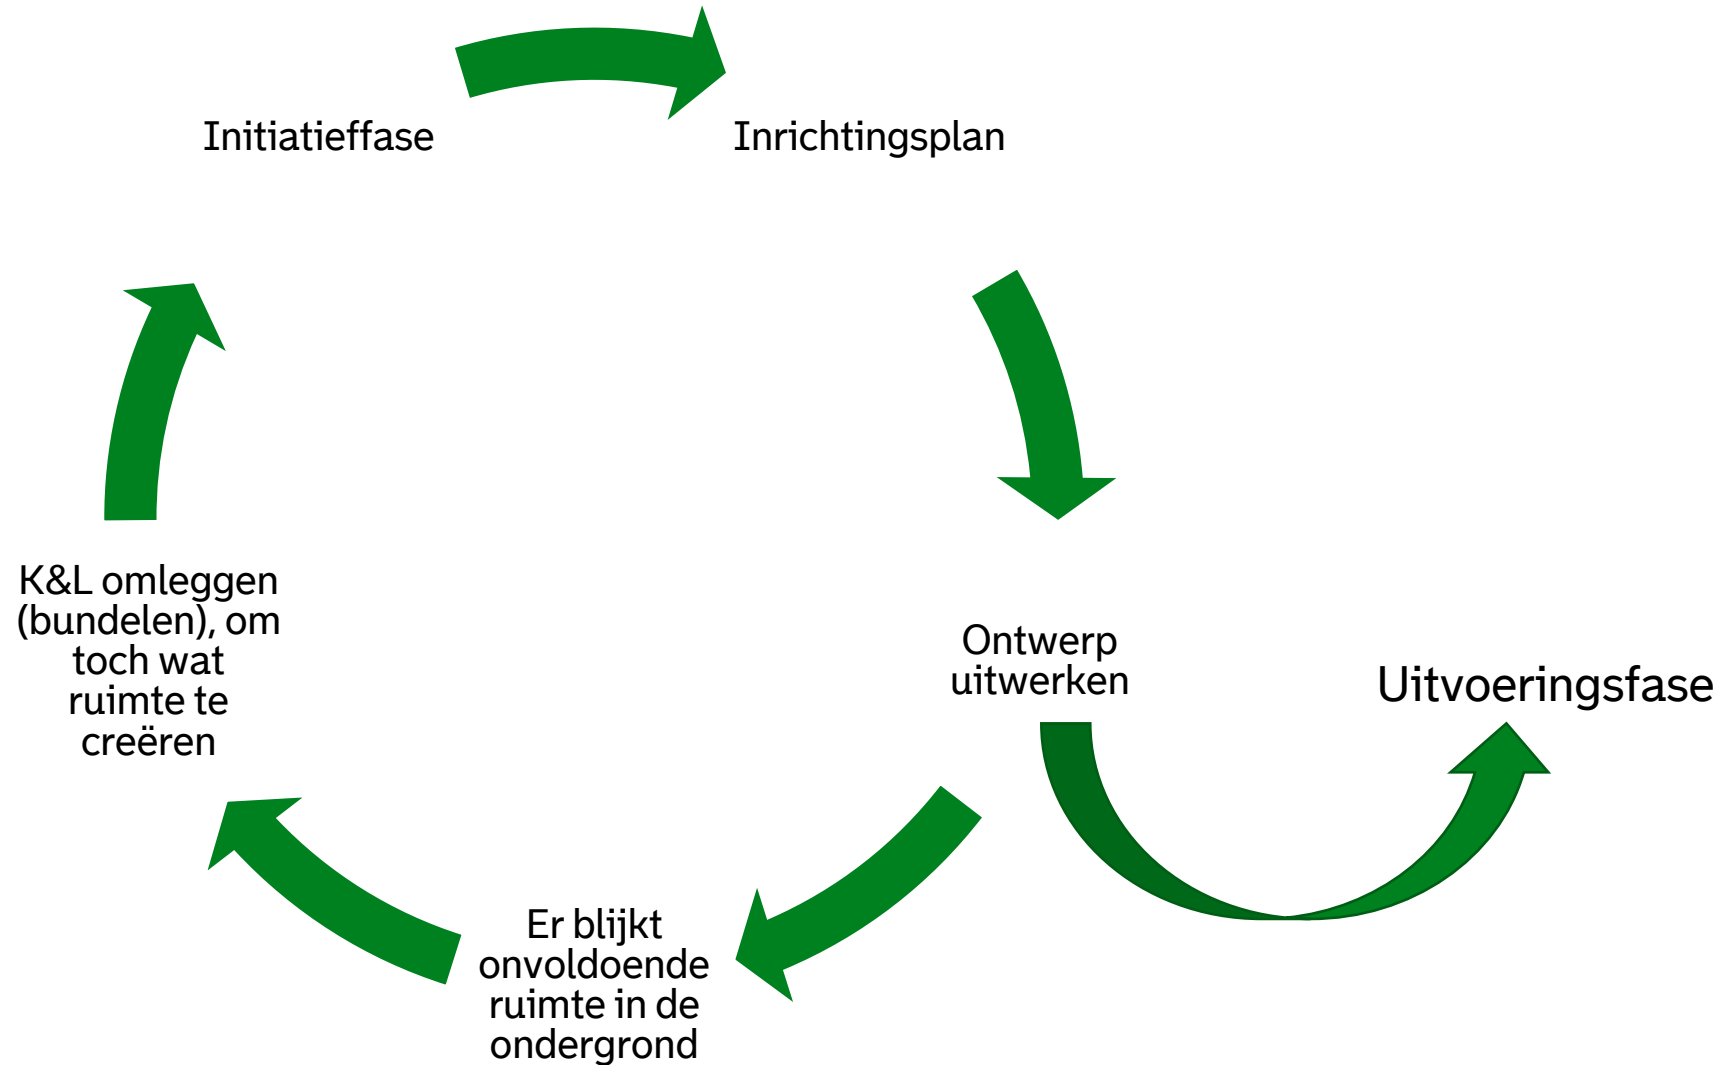 Initiatieffase
Inrichtingsplan
Ontwerp
uitwerken
Uitvoeringsfase
Er blijkt
onvoldoende
ruimte in de
ondergrond
K&L omleggen
(bundelen), om
toch wat
ruimte te
creëren